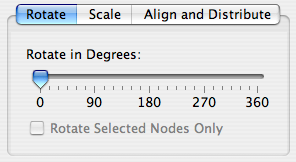 Rotate Scale Align and Distribute
Rotate in Degrees:
0 90 180 270 360
Rotate Selected Nodes Only